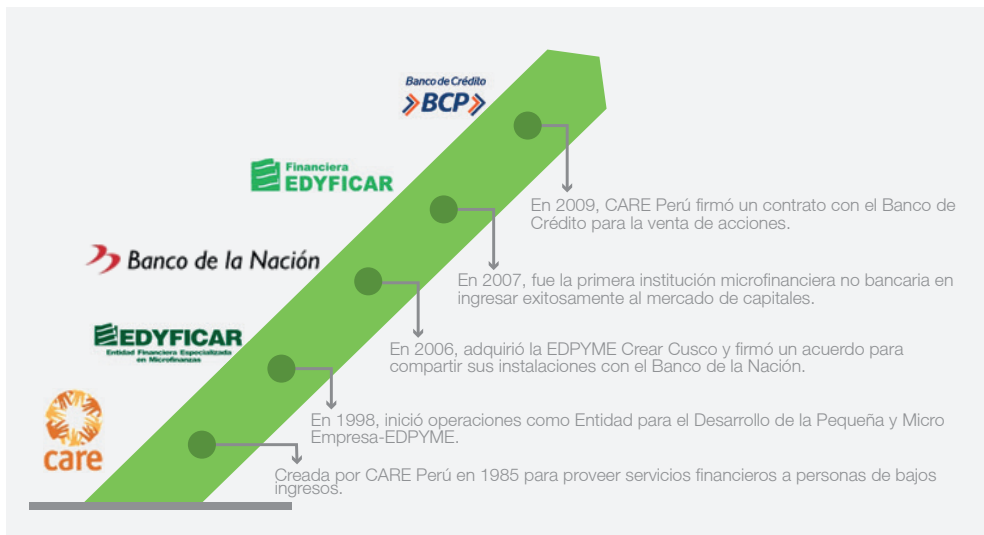 Banco de Crédito
BCP
Financiera
EDYFICAR
En 2009, CARE Perú firmó un contrato con el Banco de
Crédito para la venta de acciones.
Banco de la Nación
En 2007, fue la primera institución microfinanciera no bancaria en
ingresar exitosamente al mercado de capitales.
EDYFICAR
Entidad Financiera Especializada
en Microfinanzas
En 2006, adquirió la EDPYME Crear Cusco y firmó un acuerdo para
compartir sus instalaciones con el Banco de la Nación.
care
En 1998, inició operaciones como Entidad para el Desarrollo de la Pequeña y Micro
Empresa-EDPYME.
Creada por CARE Perú en 1985 para proveer servicios financieros a personas de bajos
ingresos.